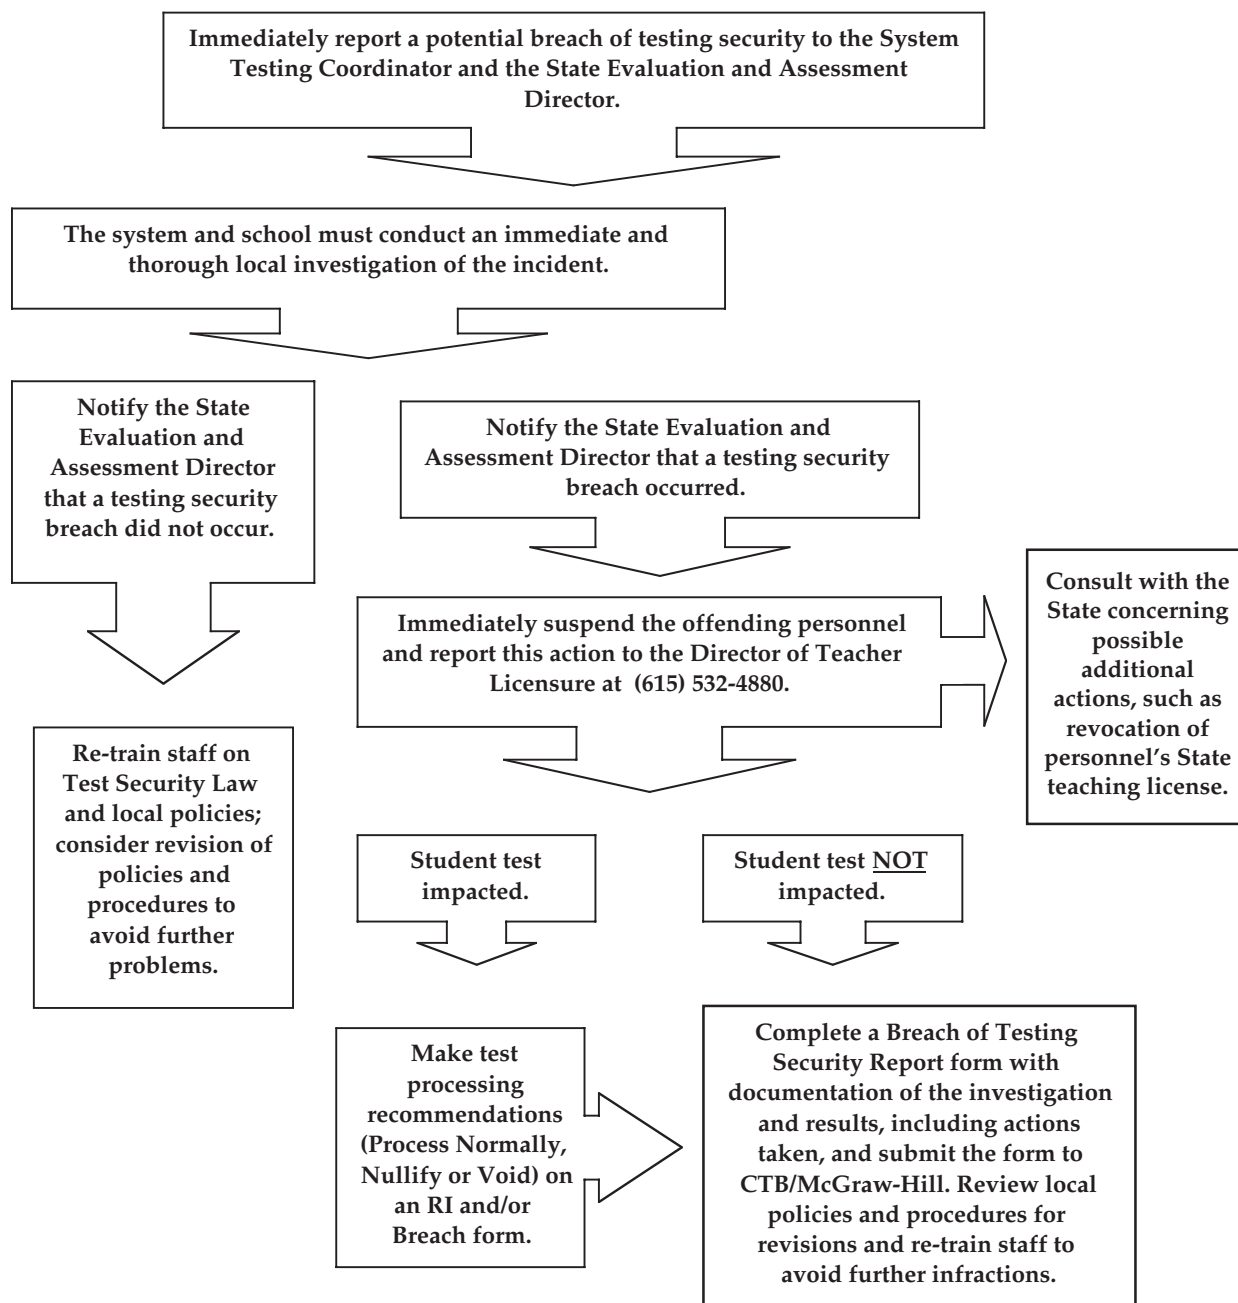 Immediately report a potential breach of testing security to the System
Testing Coordinator and the State Evaluation and Assessment
Director.
The system and school must conduct an immediate and
thorough local investigation of the incident.
Notify the State
Evaluation and
Assessment Director
that a testing security
breach did not occur.
Notify the State Evaluation and
Assessment Director that a testing security
breach occurred.
Immediately suspend the offending personnel
and report this action to the Director of Teacher
Licensure at (615) 532-4880.
Consult with the
State concerning
possible
additional
actions, such as
revocation of
personnel’s State
teaching license.
Re-train staff on
Test Security Law
and local policies;
consider revision of
policies and
procedures to
avoid further
problems.
Student test
impacted.
Student test NOT
impacted.
Make test
processing
recommendations
(Process Normally,
Nullify or Void) on
an RI and/or
Breach form.
Complete a Breach of Testing
Security Report form with
documentation of the investigation
and results, including actions
taken, and submit the form to
CTB/McGraw-Hill. Review local
policies and procedures for
revisions and re-train staff to
avoid further infractions.